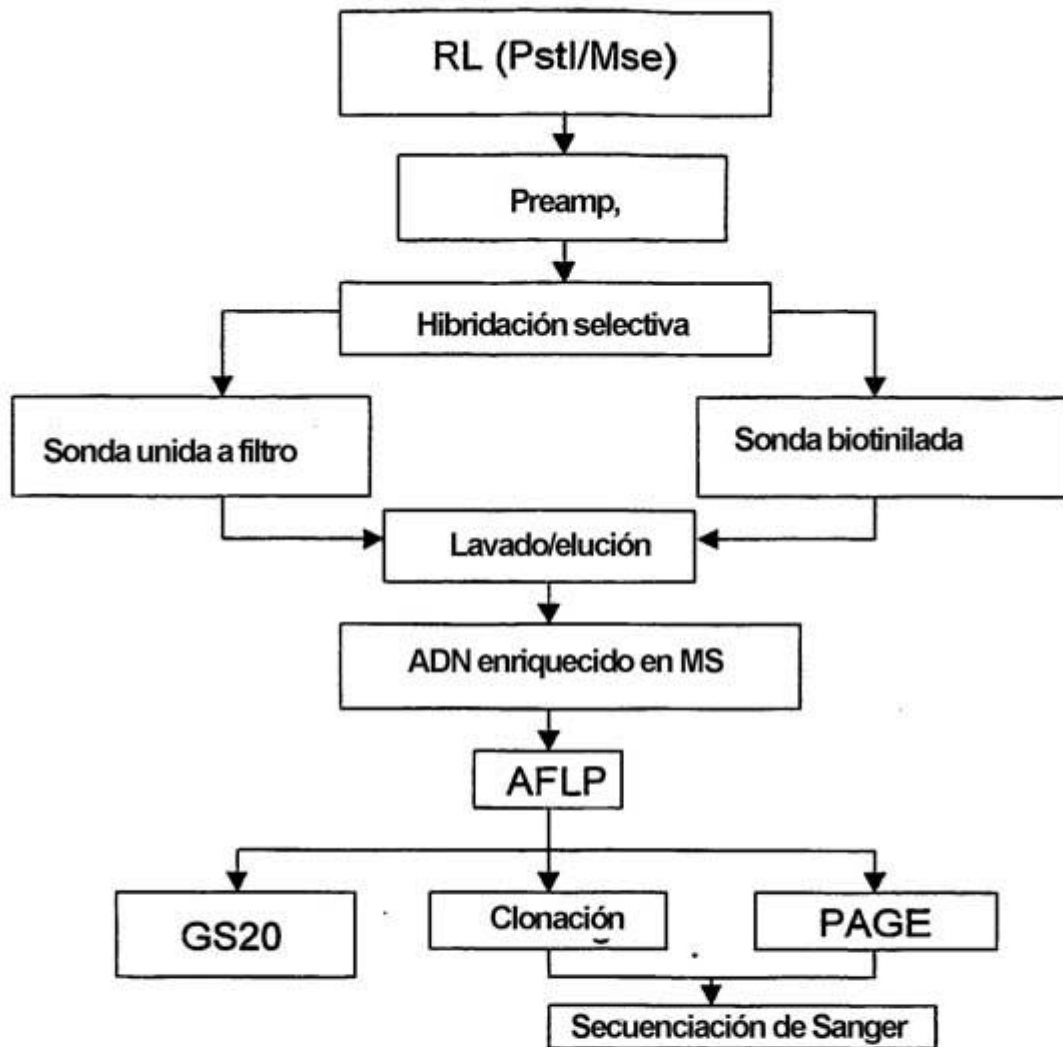 RL (PstI/Mse)
Preamp,
Hibridación selectiva
Sonda unida a filtro
Sonda biotinilada
Lavado/elución
ADN enriquecido en MS
AFLP
GS20
Clonación
PAGE
Secuenciación de Sanger